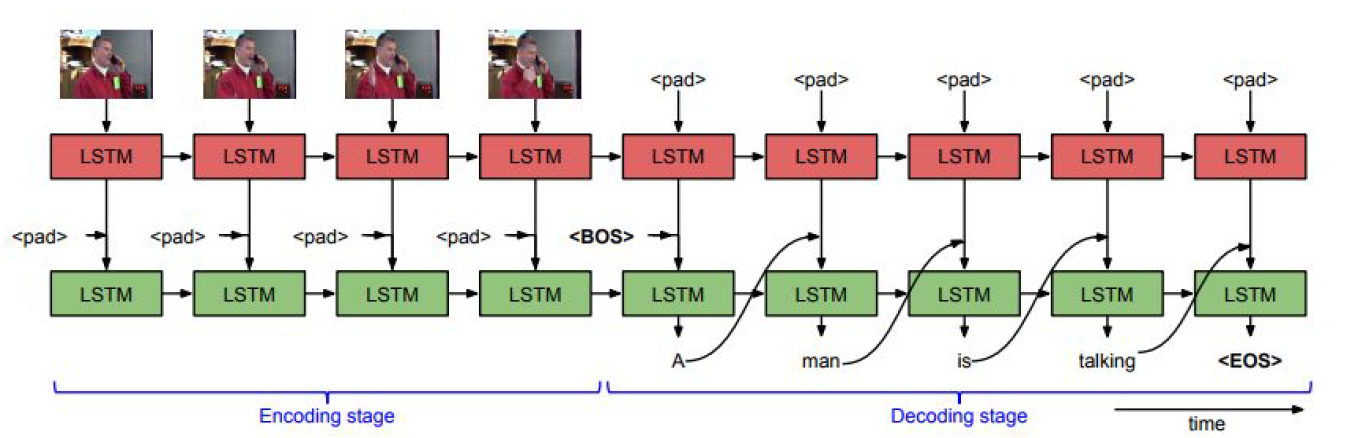 <pad> <pad> <pad> <pad> <pad>
LSTM LSTM LSTM LSTM LSTM LSTM LSTM LSTM LSTM
<pad> <pad> <pad> <pad> <BOS>
LSTM LSTM LSTM LSTM LSTM LSTM LSTM LSTM LSTM
A man is talking <EOS>
Encoding stage Decoding stage
time